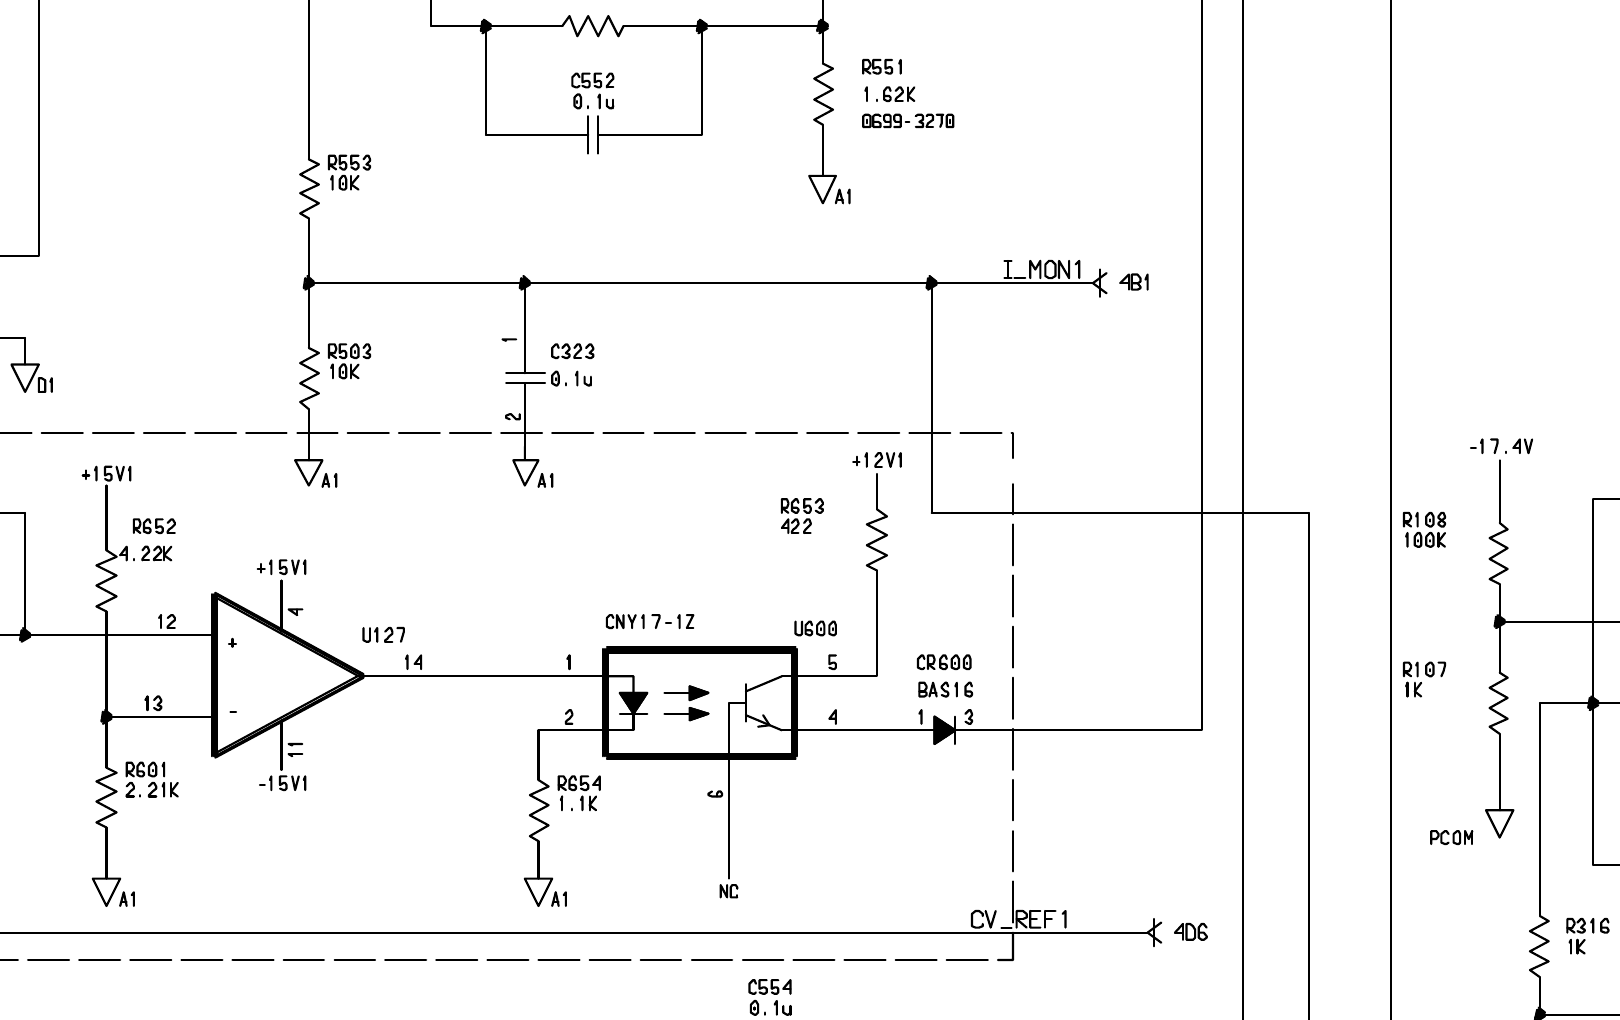 C552
0.1u
R551
1.62K
0699-3270
A1
R553
10K
I_MON1
4B1
R503
10K
1
C323
0.1u
2
D1
A1
A1
+15V1
R652
4.22K
+12V1
R653
422
-17.4V
R108
100K
+15V1
4
12
U127
14
13
11
-15V1
R601
2.21K
A1
CNY17-1Z
U600
1
2
5
4
6
NC
R654
1.1K
A1
CR600
BAS16
1
3
R107
1K
PCOM
CV_REF1
4D6
R316
1K
C554
0.1u
+
-